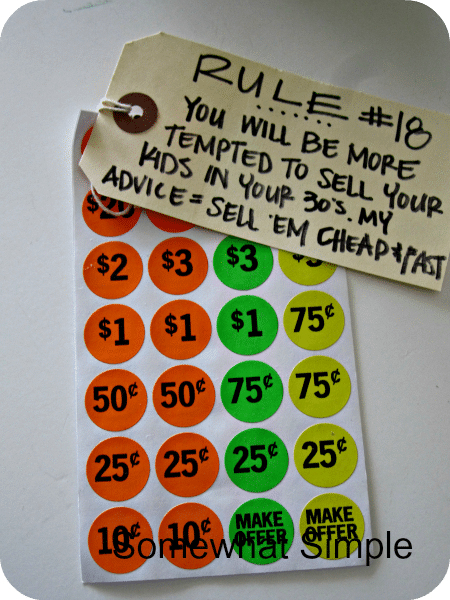 RULE #18
YOU WILL BE MORE
TEMPTED TO SELL YOUR
KIDS IN YOUR 30'S. MY
ADVICE = SELL 'EM CHEAP & FAST
$20
$3 $3
$2 $3
$1 $1 $1 75¢
50¢ 50¢ 75¢ 75¢
25¢ 25¢ 25¢ 25¢
10¢ 10¢ MAKE OFFER MAKE OFFER
Somewhat Simple